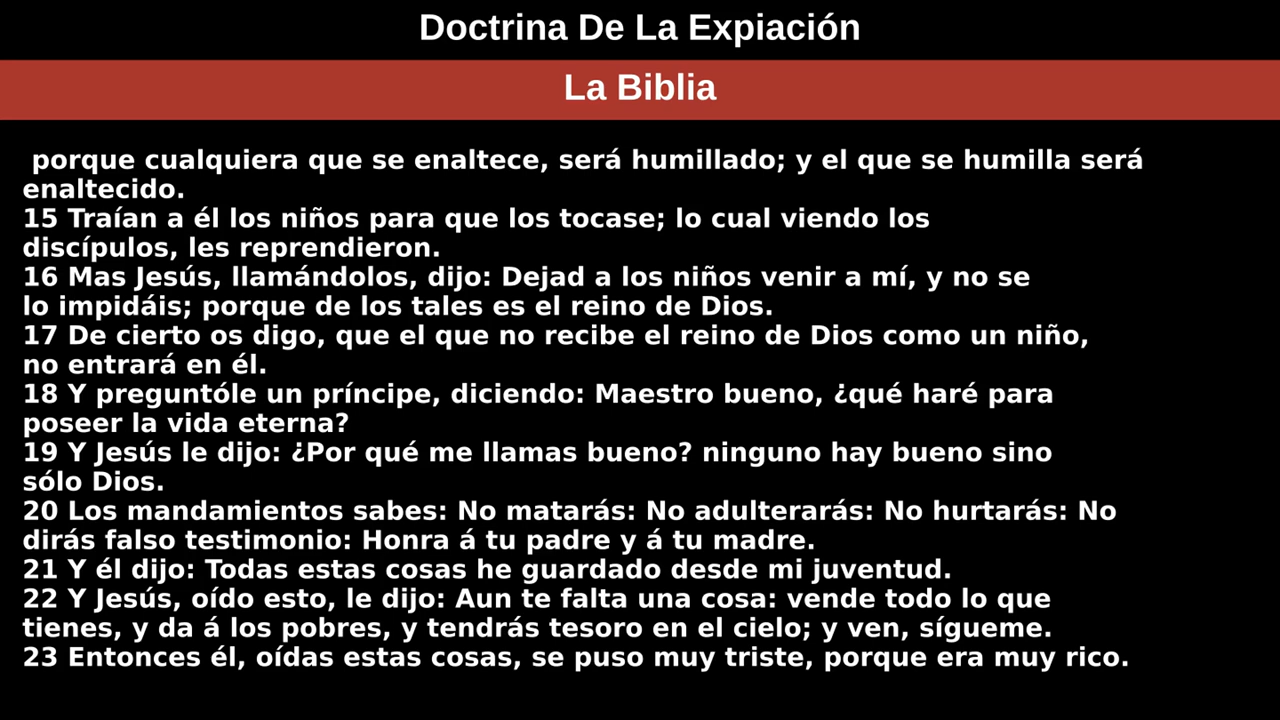 Doctrina De La Expiación
La Biblia
porque cualquiera que se enaltece, será humillado; y el que se humilla será
enaltecido.
15 Traían a él los niños para que los tocase; lo cual viendo los
discípulos, les reprendieron.
16 Mas Jesús, llamándolos, dijo: Dejad a los niños venir a mí, y no se
lo impidáis; porque de los tales es el reino de Dios.
17 De cierto os digo, que el que no recibe el reino de Dios como un niño,
no entrará en él.
18 Y preguntóle un príncipe, diciendo: Maestro bueno, ¿qué haré para
poseer la vida eterna?
19 Y Jesús le dijo: ¿Por qué me llamas bueno? ninguno hay bueno sino
sólo Dios.
20 Los mandamientos sabes: No matarás: No adulterarás: No hurtarás: No
dirás falso testimonio: Honra á tu padre y á tu madre.
21 Y él dijo: Todas estas cosas he guardado desde mi juventud.
22 Y Jesús, oído esto, le dijo: Aun te falta una cosa: vende todo lo que
tienes, y da á los pobres, y tendrás tesoro en el cielo; y ven, sígueme.
23 Entonces él, oídas estas cosas, se puso muy triste, porque era muy rico.